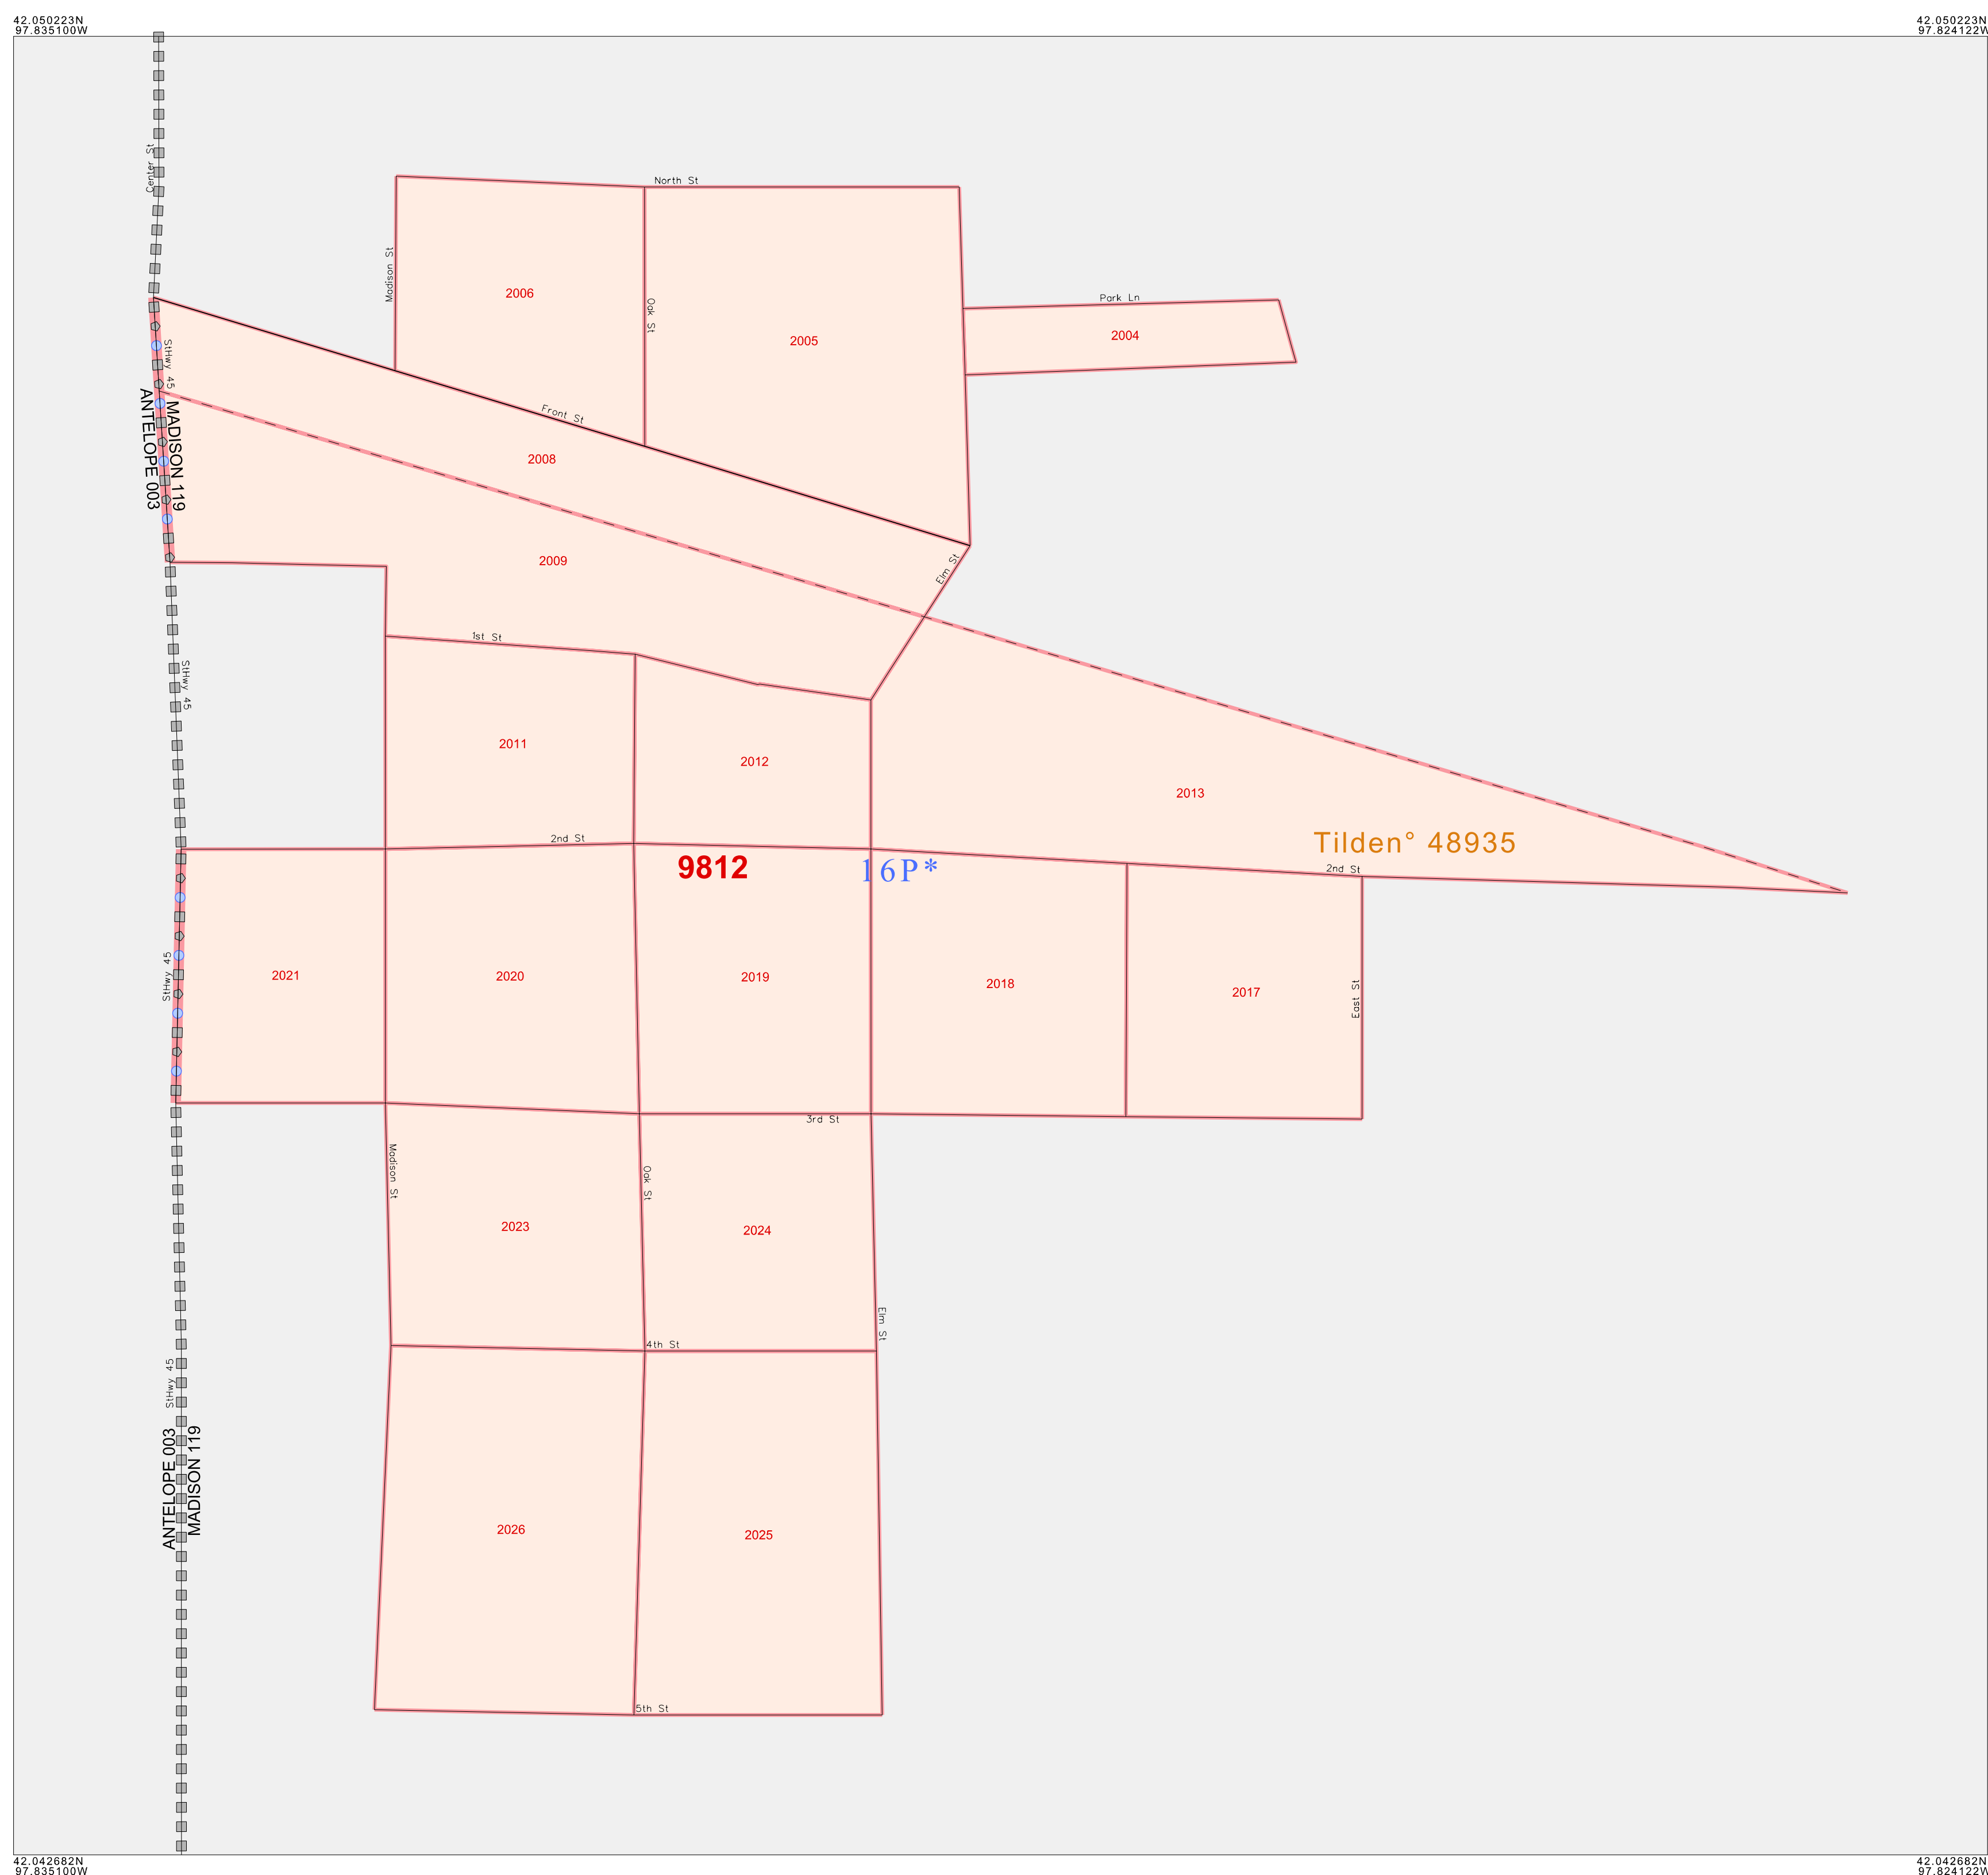 42.050223N
97.835100W
42.050223N
97.824122W
Center St
North St
Madison St
2006
Oak St
2005
Park Ln
2004
StHwy 45
ANTELOPE 003
MADISON 119
Front St
2008
2009
Elm St
1st St
StHwy 45
2011
2012
2013
2nd St
Tilden° 48935
9812
16P*
2nd St
StHwy 45
2021
2020
2019
2018
2017
East St
3rd St
Madison St
Oak St
2023
2024
Elm St
4th St
StHwy 45
ANTELOPE 003
MADISON 119
2026
2025
5th St
42.042682N
97.835100W
42.042682N
97.824122W